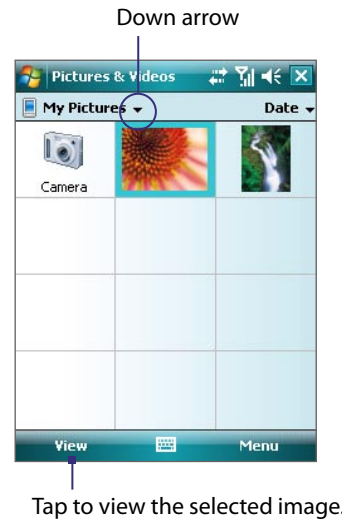 Down arrow
Pictures & Videos
My Pictures
Date
Camera
View
Menu
Tap to view the selected image.